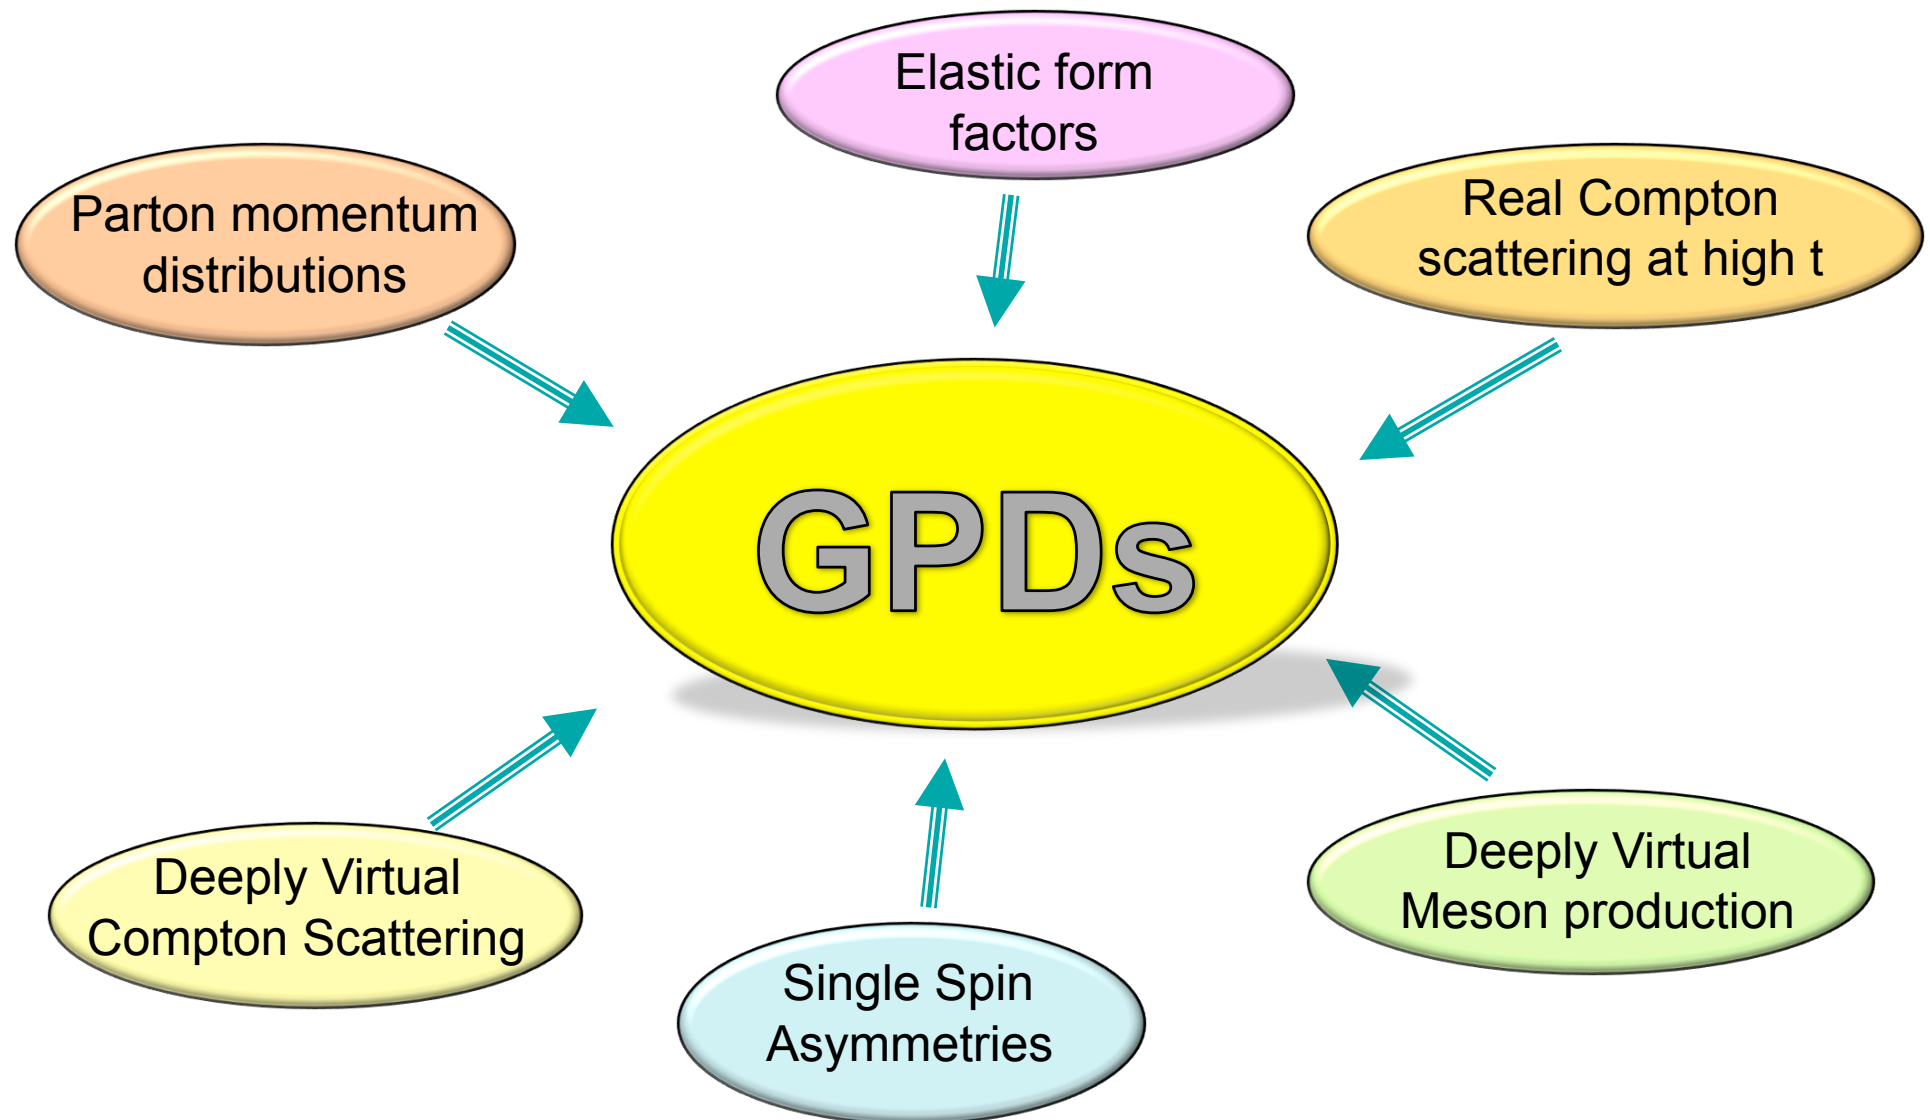 Elastic form
factors
Parton momentum
distributions
Real Compton
scattering at high t
GPDs
Deeply Virtual
Compton Scattering
Single Spin
Asymmetries
Deeply Virtual
Meson production